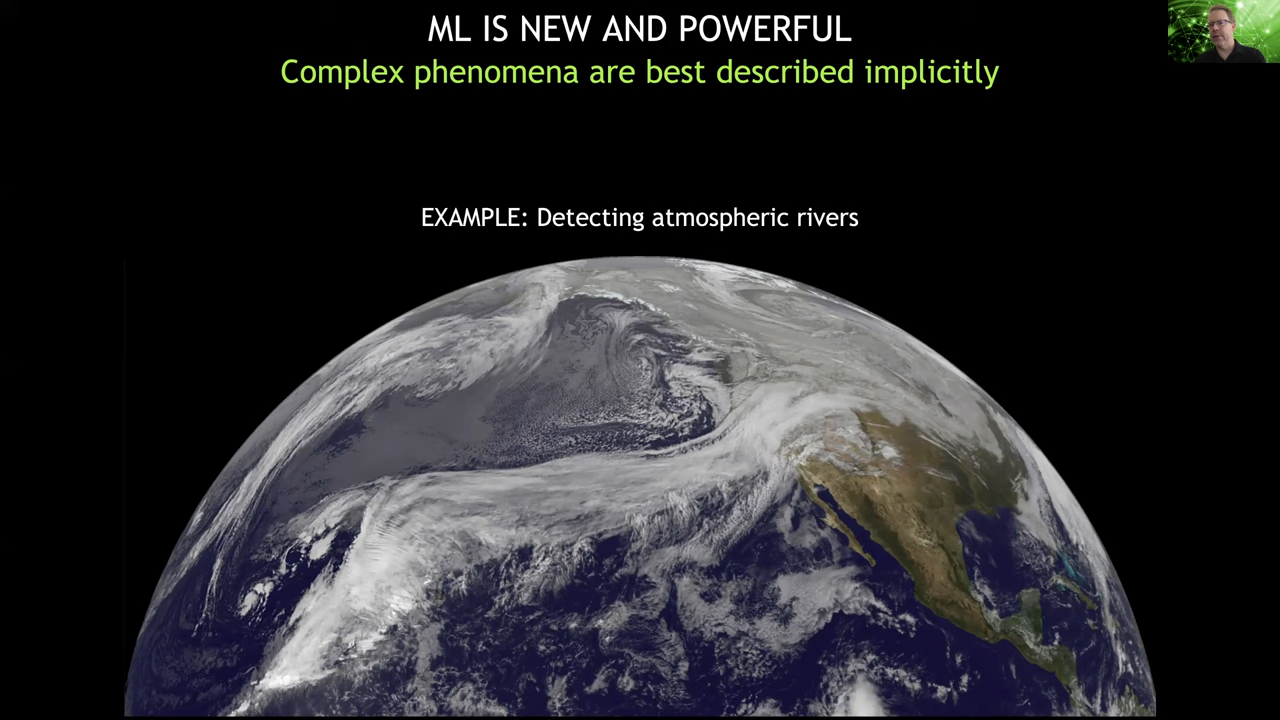 ML IS NEW AND POWERFUL
Complex phenomena are best described implicitly
EXAMPLE: Detecting atmospheric rivers